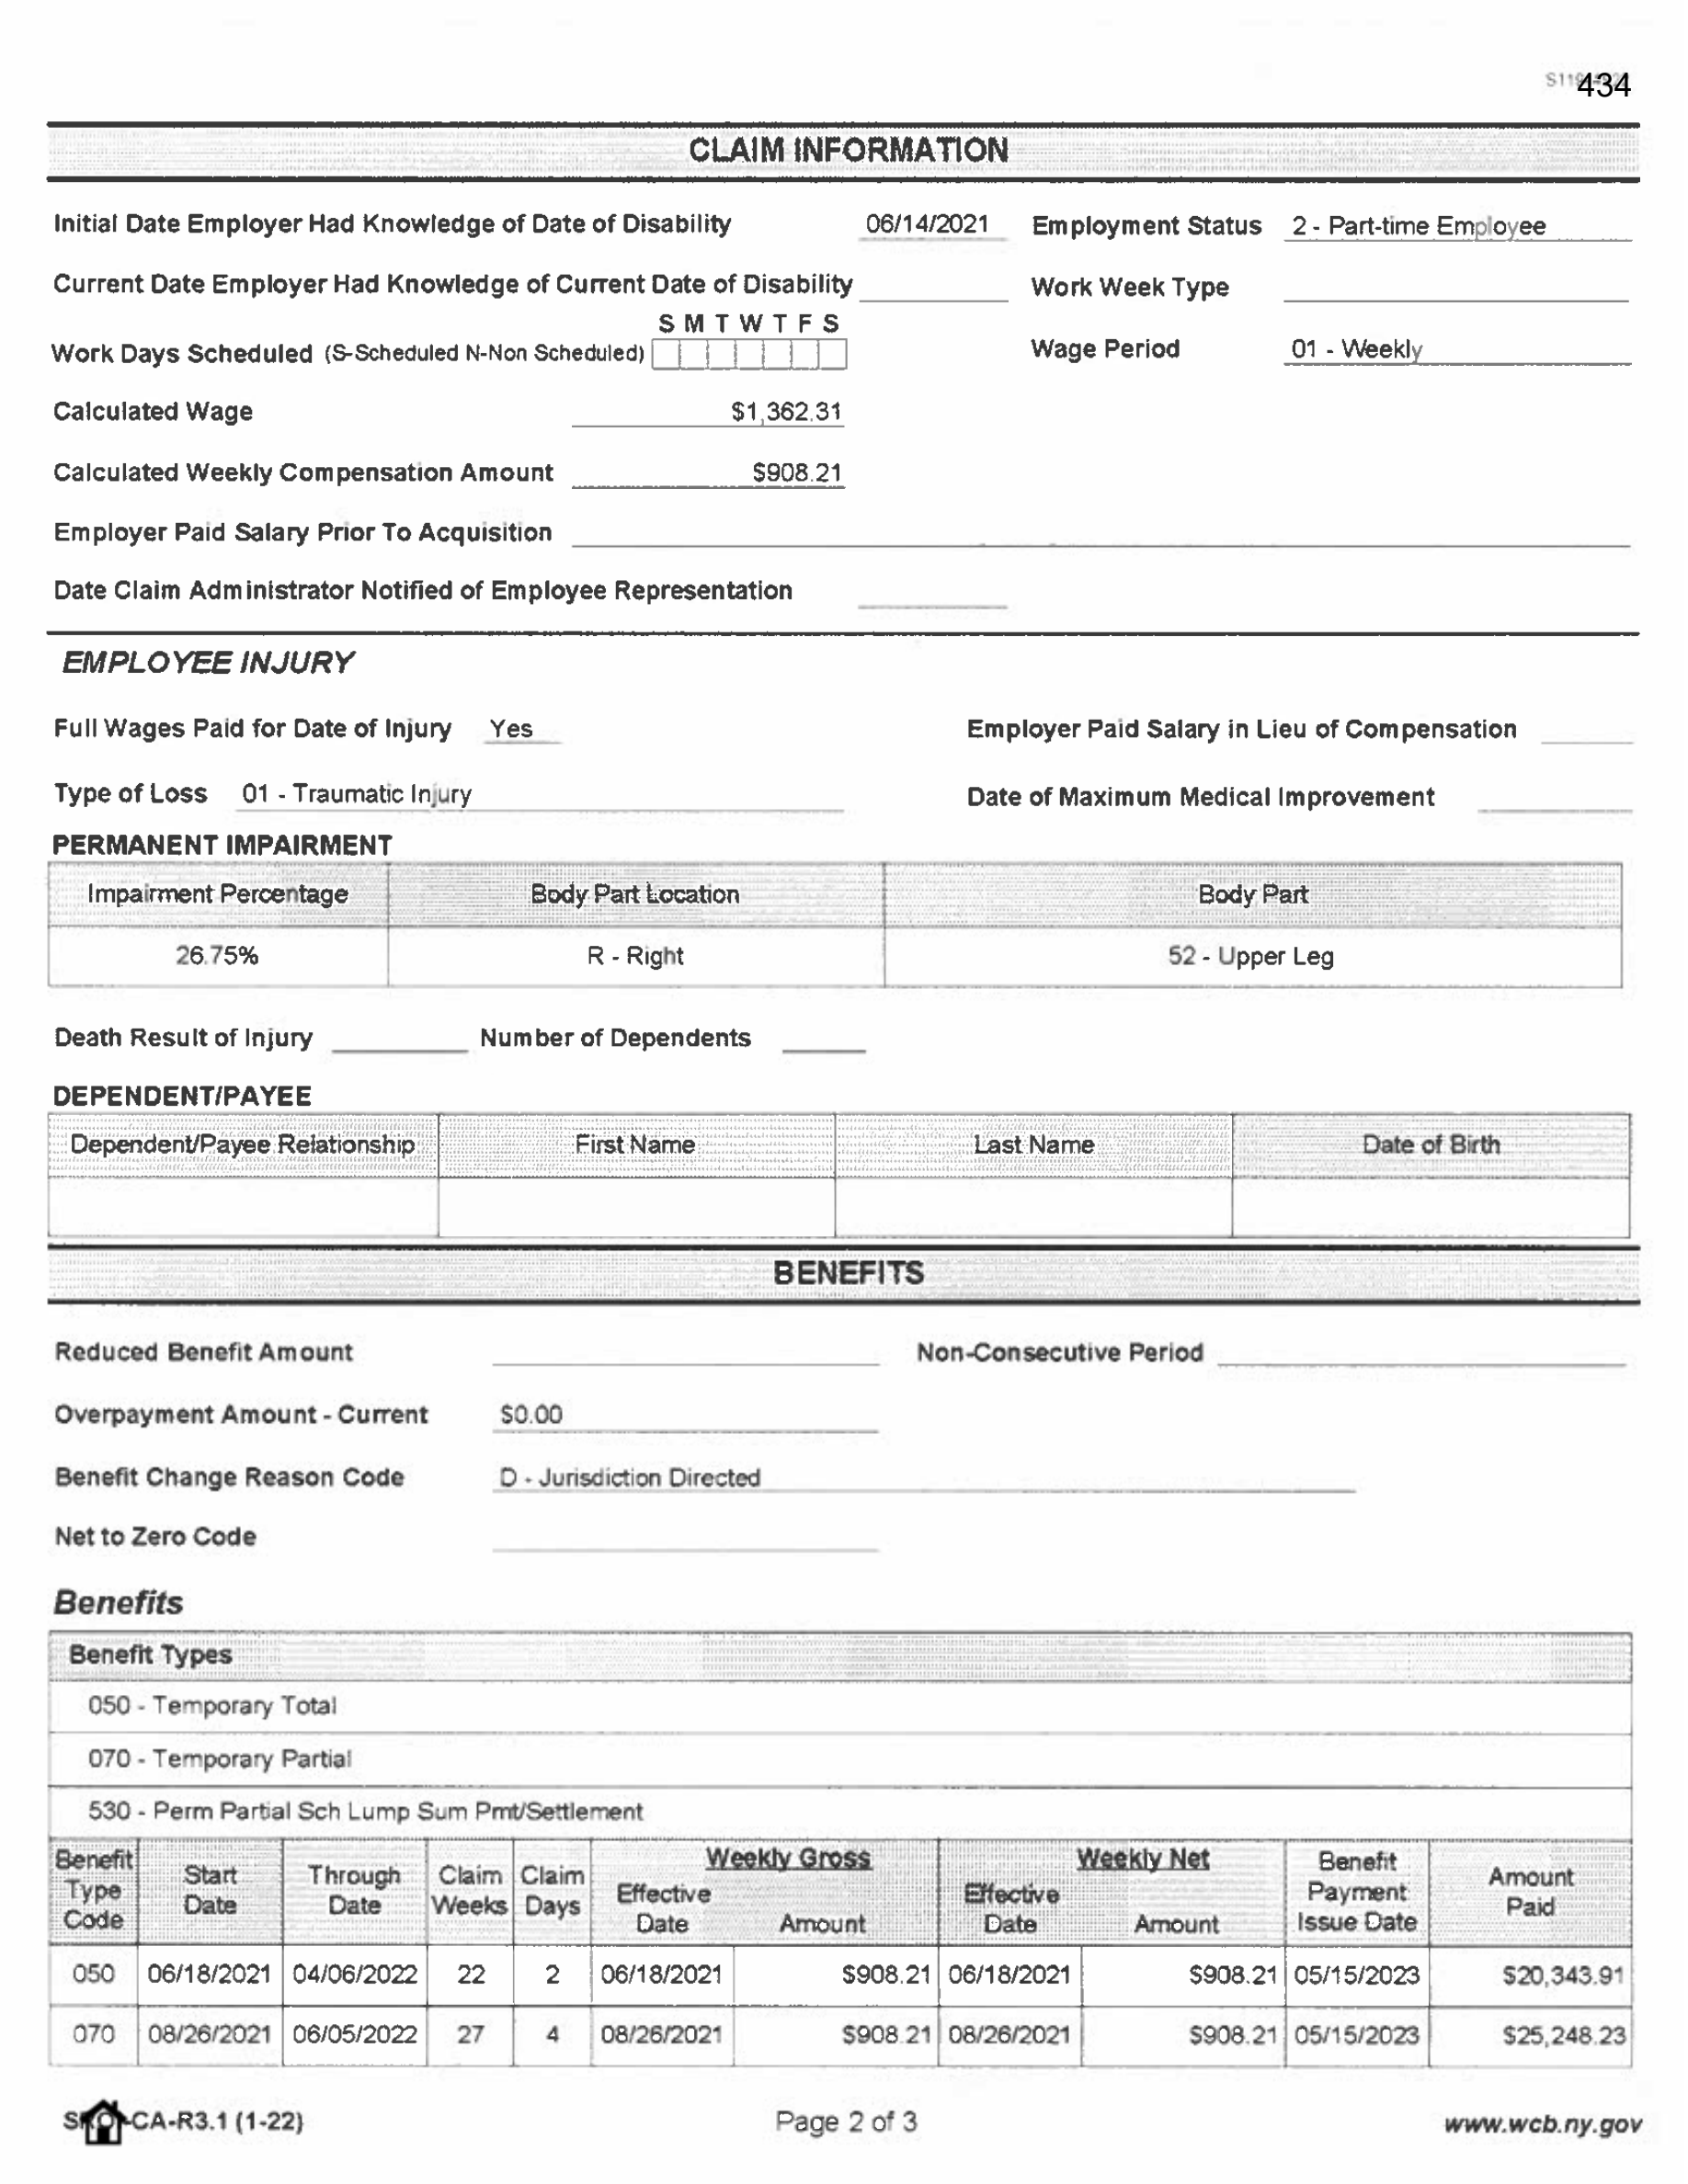 434
CLAIM INFORMATION
Initial Date Employer Had Knowledge of Date of Disability 06/14/2021 Employment Status 2 - Part-time Employee
Current Date Employer Had Knowledge of Current Date of Disability Work Week Type
S M T W T F S
Work Days Scheduled (S-Scheduled N-Non Scheduled) Wage Period 01 - Weekly
Calculated Wage $1,362.31
Calculated Weekly Compensation Amount $908.21
Employer Paid Salary Prior To Acquisition
Date Claim Administrator Notified of Employee Representation
EMPLOYEE INJURY
Full Wages Paid for Date of Injury Yes Employer Paid Salary in Lieu of Compensation
Type of Loss 01 - Traumatic Injury Date of Maximum Medical Improvement
PERMANENT IMPAIRMENT
Impairment Percentage Body Part Location Body Part
26.75% R - Right 52 - Upper Leg
Death Result of Injury Number of Dependents
DEPENDENT/PAYEE
Dependent/Payee Relationship First Name Last Name Date of Birth
BENEFITS
Reduced Benefit Amount Non-Consecutive Period
Overpayment Amount - Current $0.00
Benefit Change Reason Code D - Jurisdiction Directed
Net to Zero Code
Benefits
Benefit Types
050 - Temporary Total
070 - Temporary Partial
530 - Perm Partial Sch Lump Sum Pmt/Settlement
Benefit Type Code Start Date Through Date Claim Weeks Claim Days Weekly Gross Effective Date Amount Weekly Net Effective Date Amount Benefit Payment Issue Date Amount Paid
050 06/18/2021 04/06/2022 22 2 06/18/2021 $908.21 06/18/2021 $908.21 05/15/2023 $20,343.91
070 08/26/2021 06/05/2022 27 4 08/26/2021 $908.21 08/26/2021 $908.21 05/15/2023 $25,248.23
CA-R3.1 (1-22) Page 2 of 3 www.wcb.ny.gov